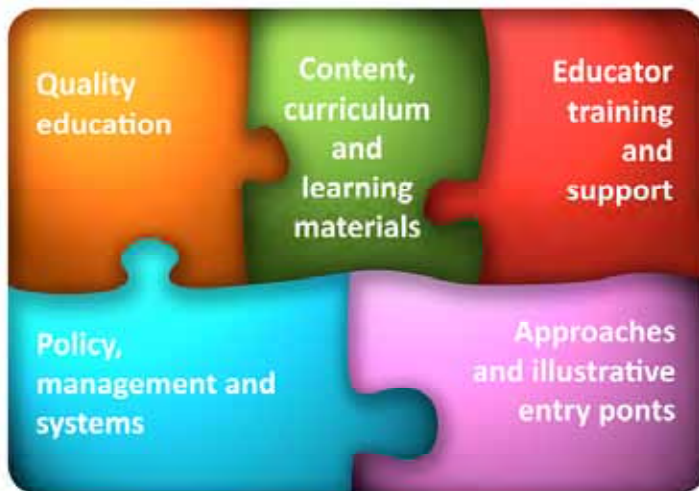 Quality
education
Content,
curriculum
and
learning
materials
Educator
training
and
support
Policy,
management and
systems
Approaches
and illustrative
entry ponts